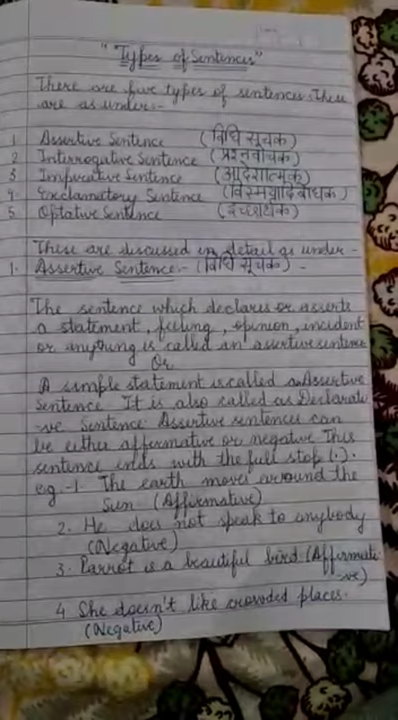 "Types of Sentences"
There are five types of sentences. These
are as under:-
1. Assertive Sentence (विधि सूचक)
2 Interrogative Sentence (प्रश्नवाचक)
3 Imperative Sentence (आदेशात्मक)
4. Exclamatory Sentence (विस्मयादिबोधक)
5 Optative Sentence (इच्छार्थक)
These are discussed in detail as under -
1. Assertive Sentence:- (विधि सूचक) -
The sentence which declares or asserts
a statement, feeling, opinion, incident
or anything is called an assertive sentence
Or
A simple statement is called a Assertive
Sentence. It is also called as Declarate
-ve Sentence. Assertive sentences can
be either affirmative or negative This
sentence ends with the full stop (.).
eg -1. The earth moves around the
Sun (Affirmative)
2. He does not speak to anybody
(Negative)
3. Parrot is a beautiful bird (Affirmati
-ve)
4 She doesn't like crowded places.
(Negative)